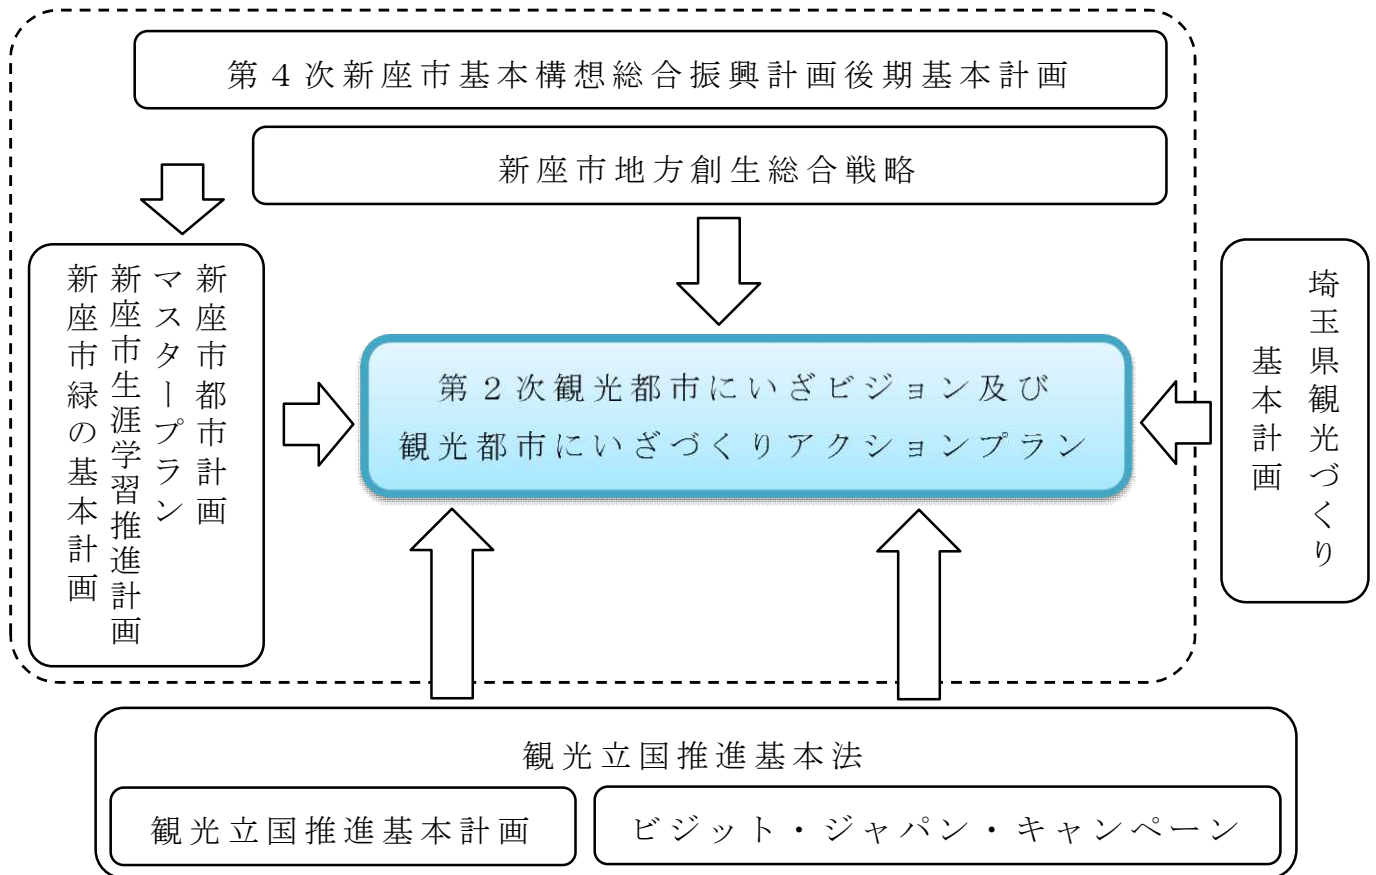 第４次新座市基本構想総合振興計画後期基本計画
新座市地方創生総合戦略
新座市都市計画
マスタープラン
新座市生涯学習推進計画
新座市緑の基本計画
第２次観光都市にいざビジョン及び
観光都市にいざづくりアクションプラン
埼玉県観光づくり
基本計画
観光立国推進基本法
観光立国推進基本計画
ビジット・ジャパン・キャンペーン